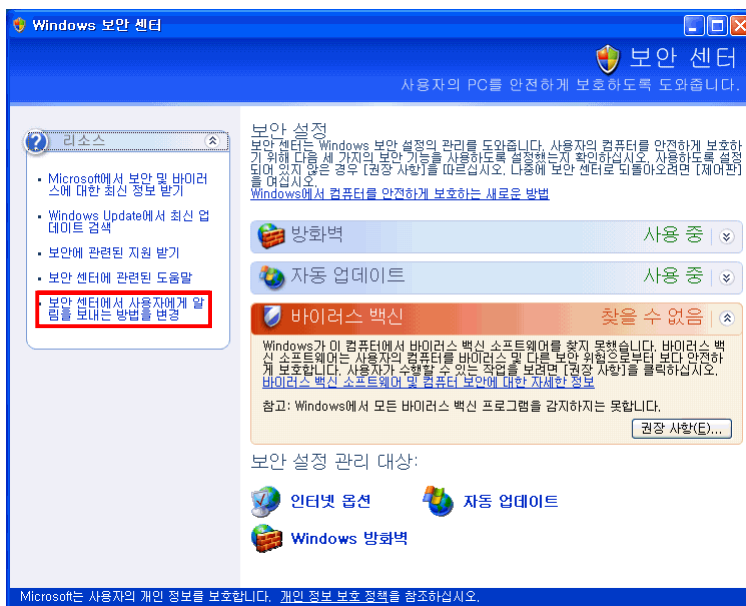 Windows 보안 센터
보안 센터
사용자의 PC를 안전하게 보호하도록 도와줍니다.
리소스
Microsoft에서 보안 및 바이러
스에 대한 최신 정보 받기
Windows Update에서 최신 업
데이트 검색
보안에 관련된 지원 받기
보안 센터에 관련된 도움말
보안 센터에서 사용자에게 알
림을 보내는 방법을 변경
보안 설정
보안 센터는 Windows 보안 설정의 관리를 도와줍니다. 사용자의 컴퓨터를 안전하게 보호하
기 위해 다음 세 가지의 보안 기능을 사용하도록 설정했는지 확인하십시오. 사용하도록 설정
되어 있지 않은 경우 [권장 사항]을 따르십시오. 나중에 보안 센터로 되돌아오려면 [제어판]
을 여십시오.
Windows에서 컴퓨터를 안전하게 보호하는 새로운 방법
방화벽 사용 중
자동 업데이트 사용 중
바이러스 백신 찾을 수 없음
Windows가 이 컴퓨터에서 바이러스 백신 소프트웨어를 찾지 못했습니다. 바이러스 백
신 소프트웨어는 사용자의 컴퓨터를 바이러스 및 다른 보안 위험으로부터 보다 안전하
게 보호합니다. 사용자가 수행할 수 있는 작업을 보려면 [권장 사항]을 클릭하십시오.
바이러스 백신 소프트웨어 및 컴퓨터 보안에 대한 자세한 정보
참고: Windows에서 모든 바이러스 백신 프로그램을 감지하지는 못합니다.
권장 사항(E)...
보안 설정 관리 대상:
인터넷 옵션 자동 업데이트
Windows 방화벽
Microsoft는 사용자의 개인 정보를 보호합니다. 개인 정보 보호 정책을 참조하십시오.